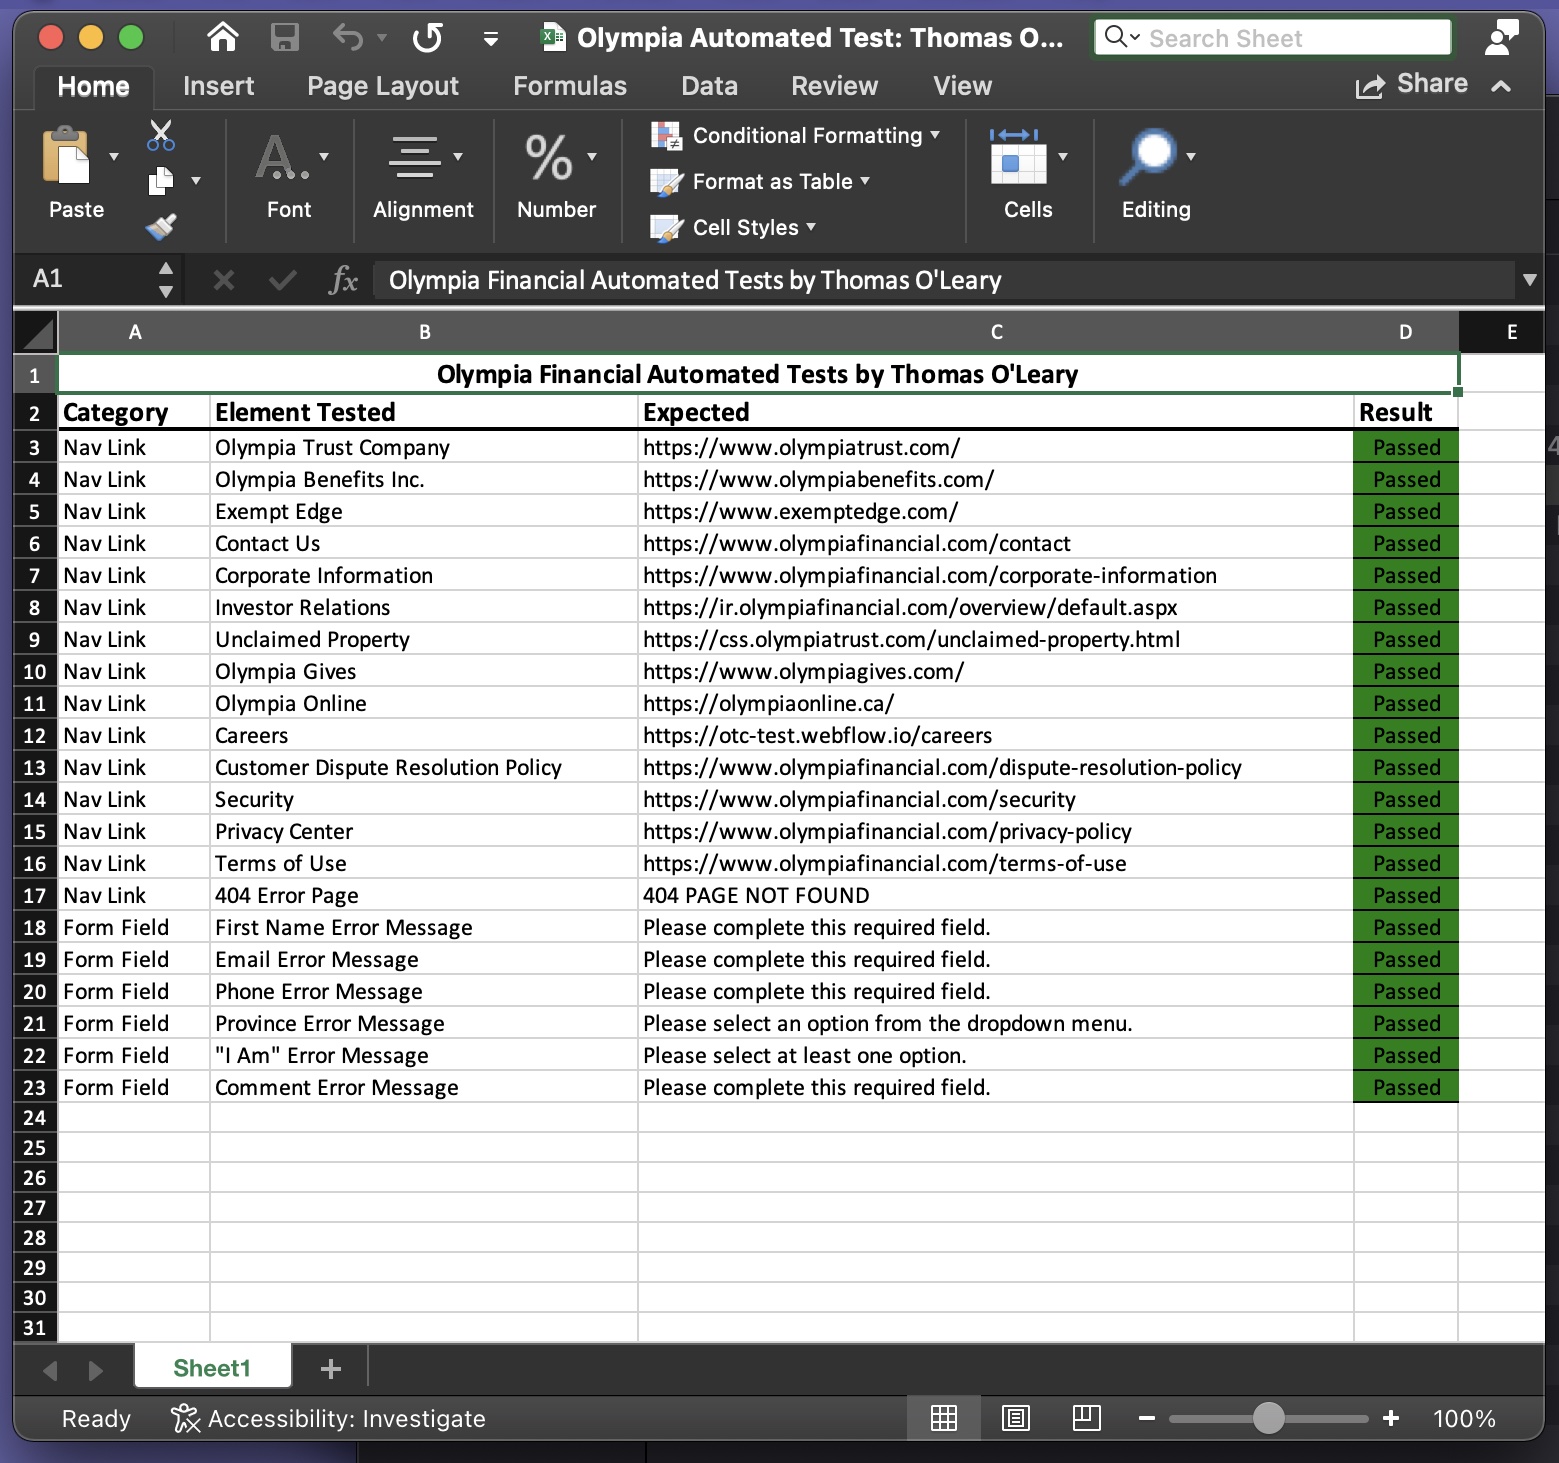 Olympia Automated Test: Thomas O...
Search Sheet
Home Insert Page Layout Formulas Data Review View Share
Paste
Font
Alignment
%
Number
Conditional Formatting
Format as Table
Cell Styles
Cells
Editing
A1 fx Olympia Financial Automated Tests by Thomas O'Leary
A B C D E
1 Olympia Financial Automated Tests by Thomas O'Leary
2 Category Element Tested Expected Result
3 Nav Link Olympia Trust Company https://www.olympiatrust.com/ Passed
4 Nav Link Olympia Benefits Inc. https://www.olympiabenefits.com/ Passed
5 Nav Link Exempt Edge https://www.exemptedge.com/ Passed
6 Nav Link Contact Us https://www.olympiafinancial.com/contact Passed
7 Nav Link Corporate Information https://www.olympiafinancial.com/corporate-information Passed
8 Nav Link Investor Relations https://ir.olympiafinancial.com/overview/default.aspx Passed
9 Nav Link Unclaimed Property https://css.olympiatrust.com/unclaimed-property.html Passed
10 Nav Link Olympia Gives https://www.olympiagives.com/ Passed
11 Nav Link Olympia Online https://olympiaonline.ca/ Passed
12 Nav Link Careers https://otc-test.webflow.io/careers Passed
13 Nav Link Customer Dispute Resolution Policy https://www.olympiafinancial.com/dispute-resolution-policy Passed
14 Nav Link Security https://www.olympiafinancial.com/security Passed
15 Nav Link Privacy Center https://www.olympiafinancial.com/privacy-policy Passed
16 Nav Link Terms of Use https://www.olympiafinancial.com/terms-of-use Passed
17 Nav Link 404 Error Page 404 PAGE NOT FOUND Passed
18 Form Field First Name Error Message Please complete this required field. Passed
19 Form Field Email Error Message Please complete this required field. Passed
20 Form Field Phone Error Message Please complete this required field. Passed
21 Form Field Province Error Message Please select an option from the dropdown menu. Passed
22 Form Field "I Am" Error Message Please select at least one option. Passed
23 Form Field Comment Error Message Please complete this required field. Passed
24
25
26
27
28
29
30
31
Sheet1 +
Ready Accessibility: Investigate 100%